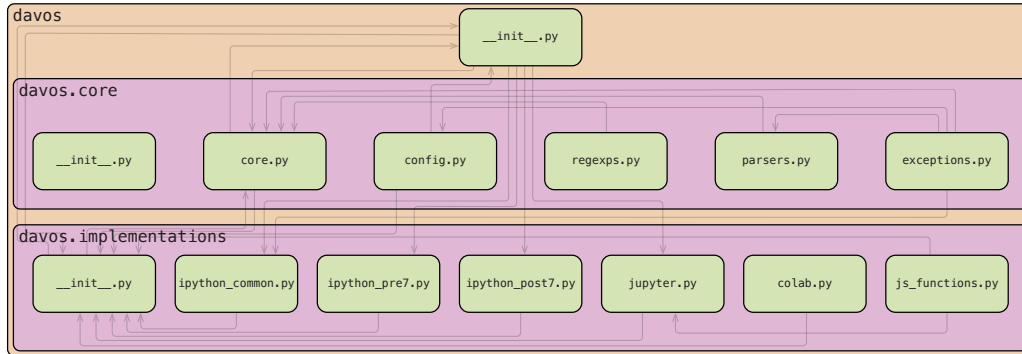 davos
__init__.py
davos.core
__init__.py
core.py
config.py
regexps.py
parsers.py
exceptions.py
davos.implementations
__init__.py
ipython_common.py
ipython_pre7.py
ipython_post7.py
jupyter.py
colab.py
js_functions.py